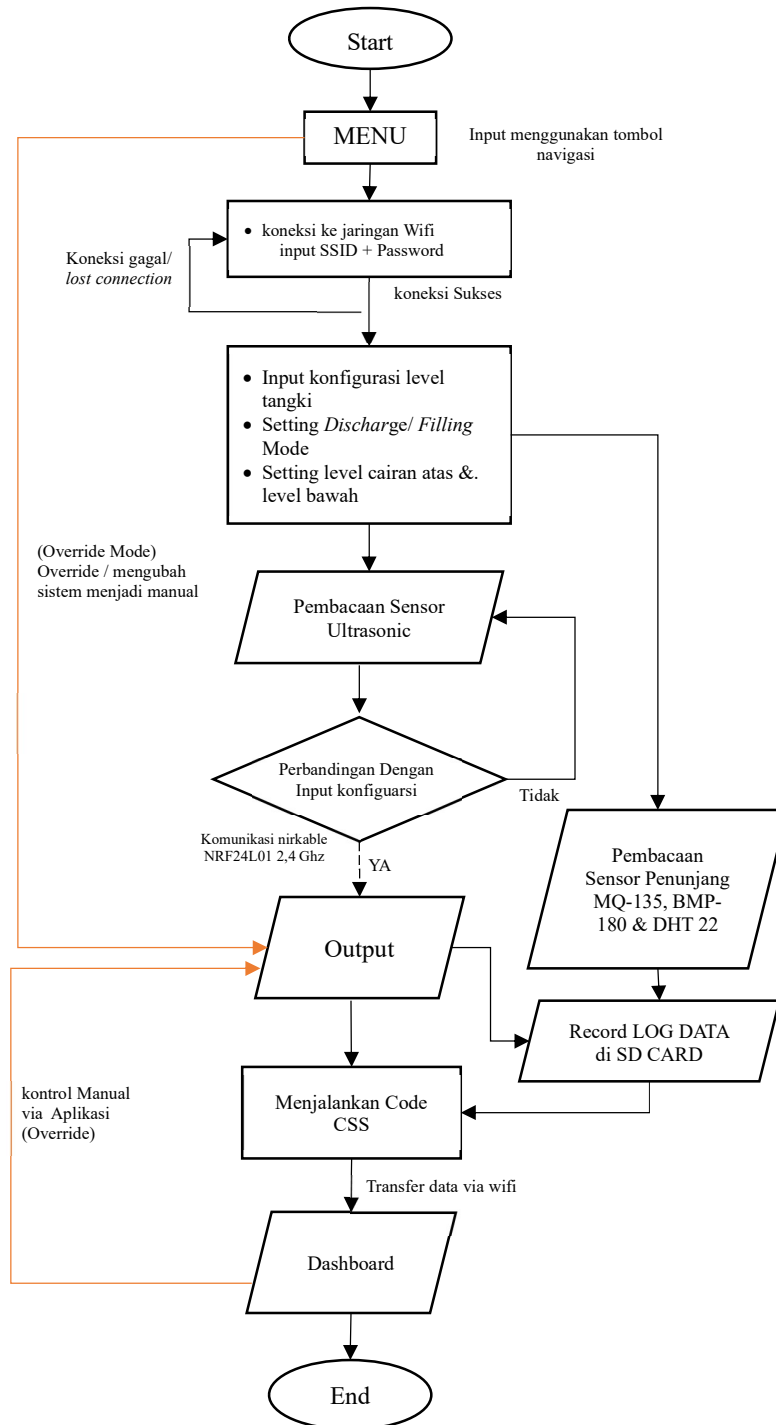 Start
MENU
Input menggunakan tombol
navigasi
• koneksi ke jaringan Wifi
input SSID + Password
Koneksi gagal/
lost connection
koneksi Sukses
• Input konfigurasi level
tangki
• Setting Discharge/ Filling
Mode
• Setting level cairan atas &.
level bawah
(Override Mode)
Override / mengubah
sistem menjadi manual
Pembacaan Sensor
Ultrasonic
Perbandingan Dengan
Input konfiguarsi
Tidak
Komunikasi nirkable
NRF24L01 2,4 Ghz
YA
Pembacaan
Sensor Penunjang
MQ-135, BMP-
180 & DHT 22
Output
Record LOG DATA
di SD CARD
kontrol Manual
via Aplikasi
(Override)
Menjalankan Code
CSS
Transfer data via wifi
Dashboard
End